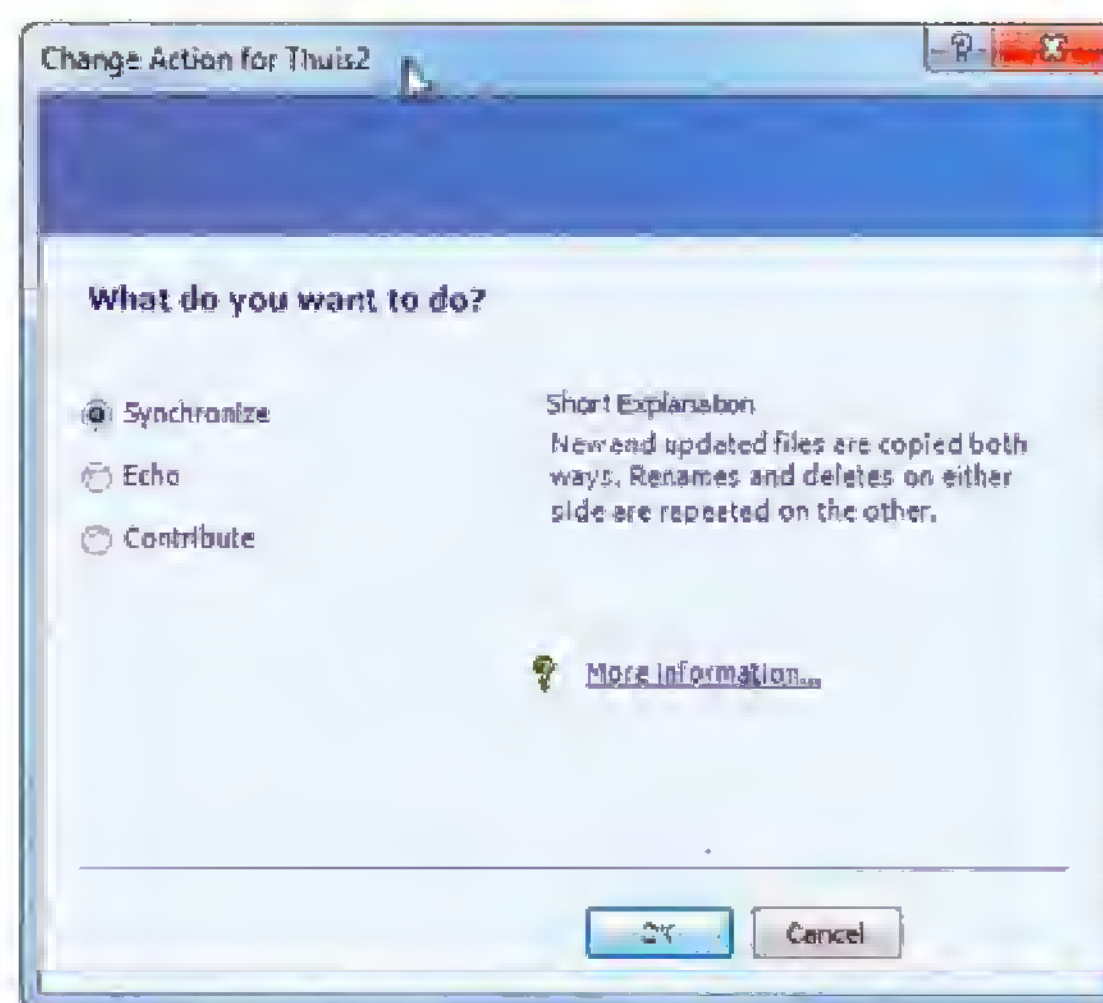 Change Action for Thuis2
What do you want to do?
Synchronize
Echo
Contribute
Short Explanation
New and updated files are copied both
ways. Renames and deletes on either
side are repeated on the other.
More information...
OK
Cancel